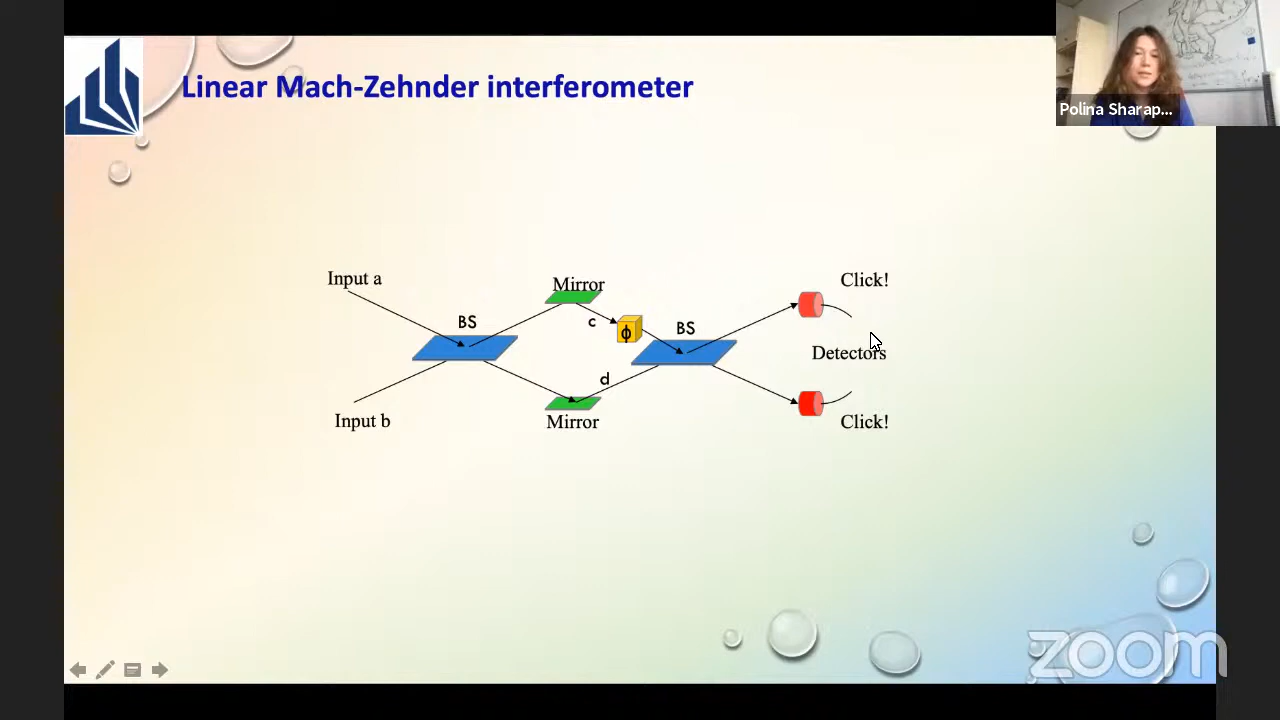 Linear Mach-Zehnder interferometer
Polina Sharap...
Input a
Mirror
Click!
BS
c
ϕ
BS
Detectors
d
Input b
Mirror
Click!
zoom